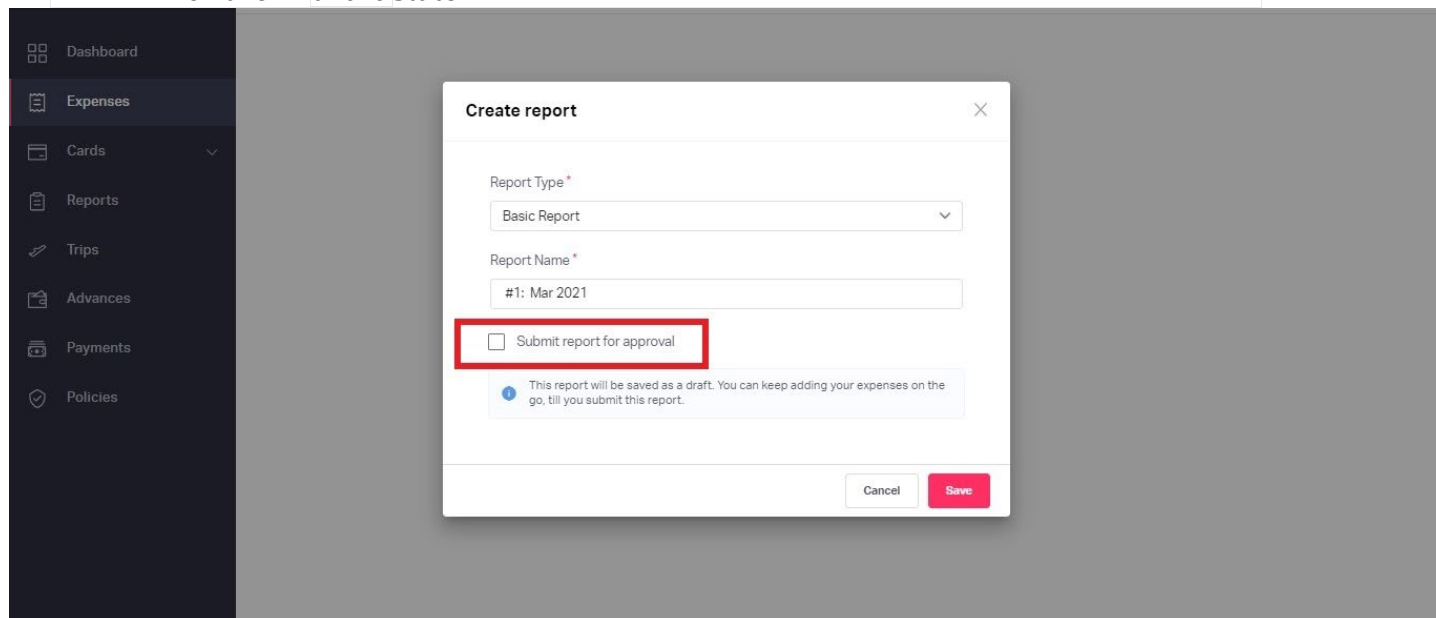 Dashboard
Expenses
Cards
Reports
Trips
Advances
Payments
Policies
Create report
Report Type *
Basic Report
Report Name *
#1: Mar 2021
Submit report for approval
This report will be saved as a draft. You can keep adding your expenses on the
go, till you submit this report.
Cancel
Save